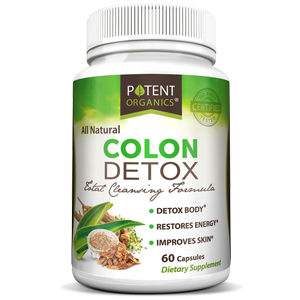 POTENT
ORGANICS®
CERTIFIED
All Natural
COLON
DETOX
Total Cleansing Formula
• DETOX BODY*
• RESTORES ENERGY*
• IMPROVES SKIN*
60 Capsules
Dietary Supplement